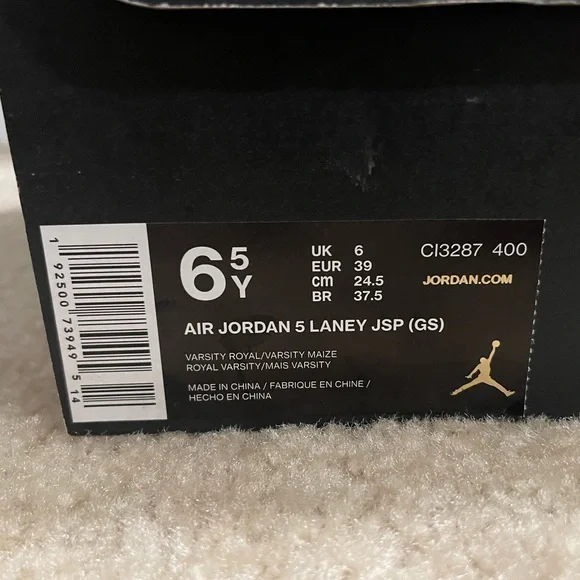 6 5 Y
UK 6
EUR 39
cm 24.5
BR 37.5
CI3287 400
JORDAN.COM
AIR JORDAN 5 LANEY JSP (GS)
VARSITY ROYAL/VARSITY MAIZE
ROYAL VARSITY/MAIS VARSITY
MADE IN CHINA / FABRIQUE EN CHINE /
HECHO EN CHINA
1 92500 73949 5 14